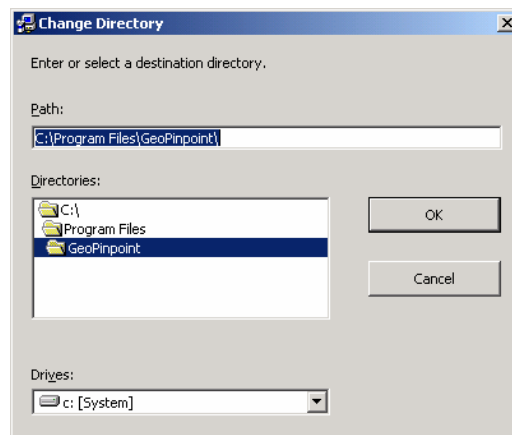 Change Directory
Enter or select a destination directory.
Path:
C:\Program Files\GeoPinpoint\
Directories:
C:\
Program Files
GeoPinpoint
OK
Cancel
Drives:
c: [System]